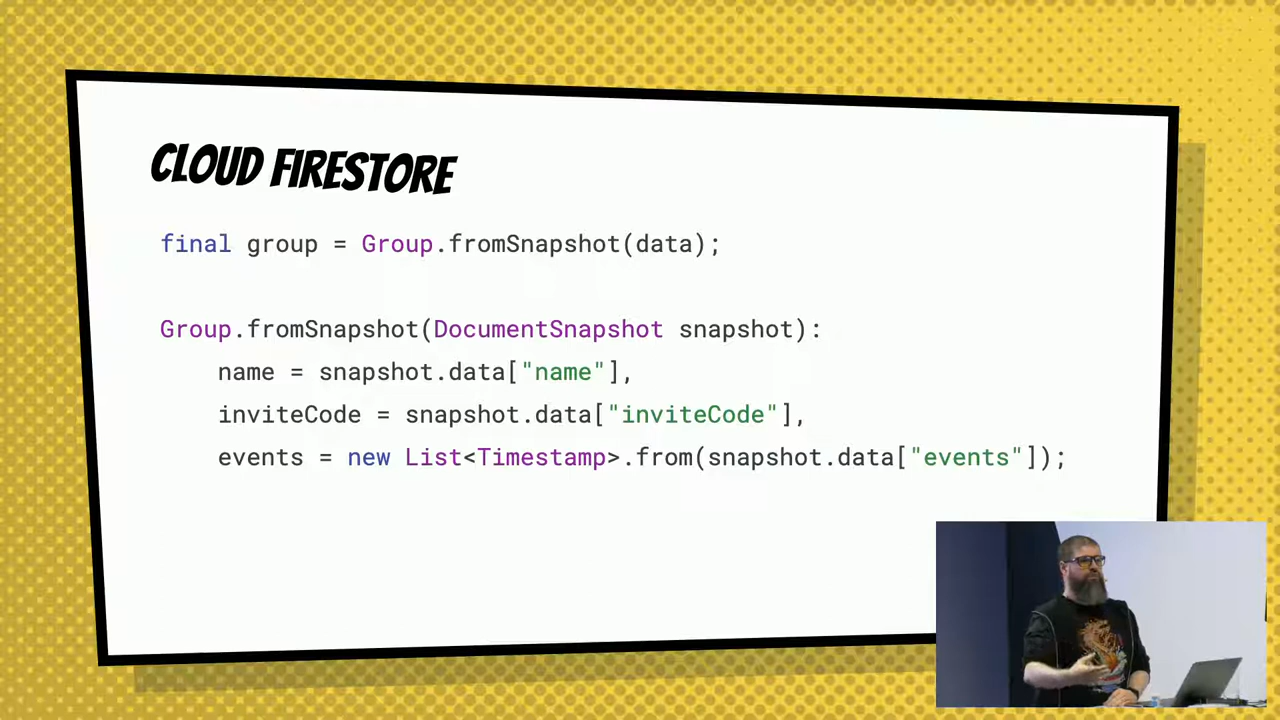 CLOUD FIRESTORE
final group = Group.fromSnapshot(data);
Group.fromSnapshot(DocumentSnapshot snapshot):
name = snapshot.data["name"],
inviteCode = snapshot.data["inviteCode"],
events = new List<Timestamp>.from(snapshot.data["events"]);